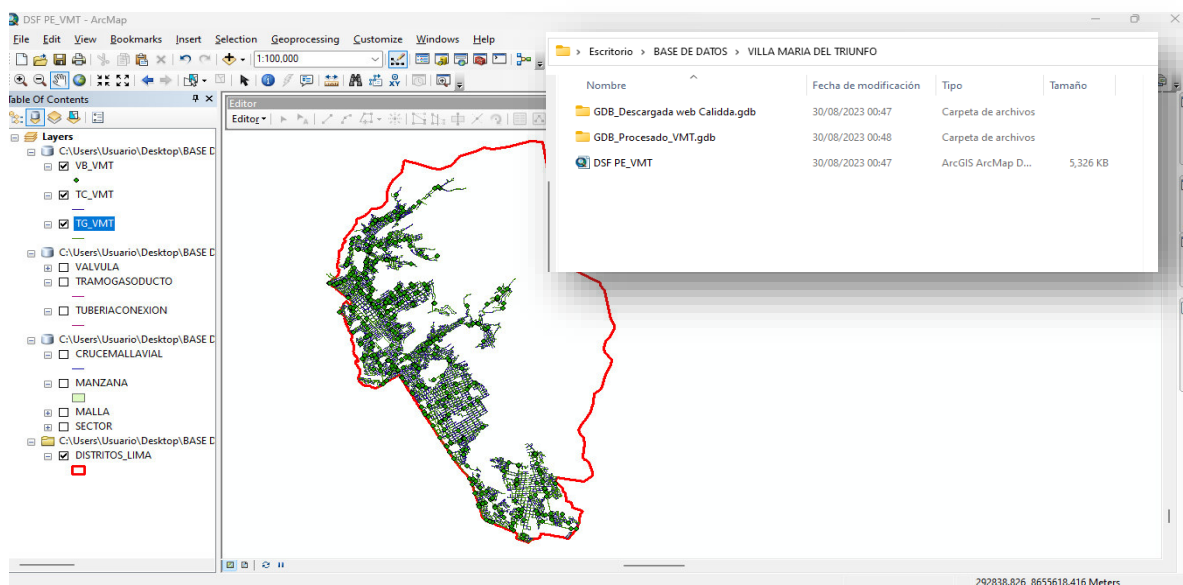 DSF PE_VMT - ArcMap
File Edit View Bookmarks Insert Selection Geoprocessing Customize Windows Help
1:100,000
Table Of Contents
Layers
C:\Users\Usuario\Desktop\BASE D
VB_VMT
TC_VMT
TG_VMT
C:\Users\Usuario\Desktop\BASE D
VALVULA
TRAMOGASODUCTO
TUBERIACONEXION
C:\Users\Usuario\Desktop\BASE D
CRUCEMALLAVIAL
MANZANA
MALLA
SECTOR
C:\Users\Usuario\Desktop\BASE D
DISTRITOS_LIMA
Editor
Editor
Escritorio > BASE DE DATOS > VILLA MARIA DEL TRIUNFO
Nombre Fecha de modificación Tipo Tamaño
GDB_Descargada web Calidda.gdb 30/08/2023 00:47 Carpeta de archivos
GDB_Procesado_VMT.gdb 30/08/2023 00:48 Carpeta de archivos
DSF PE_VMT 30/08/2023 00:47 ArcGIS ArcMap D... 5,326 KB
292838.826 8655618.416 Meters